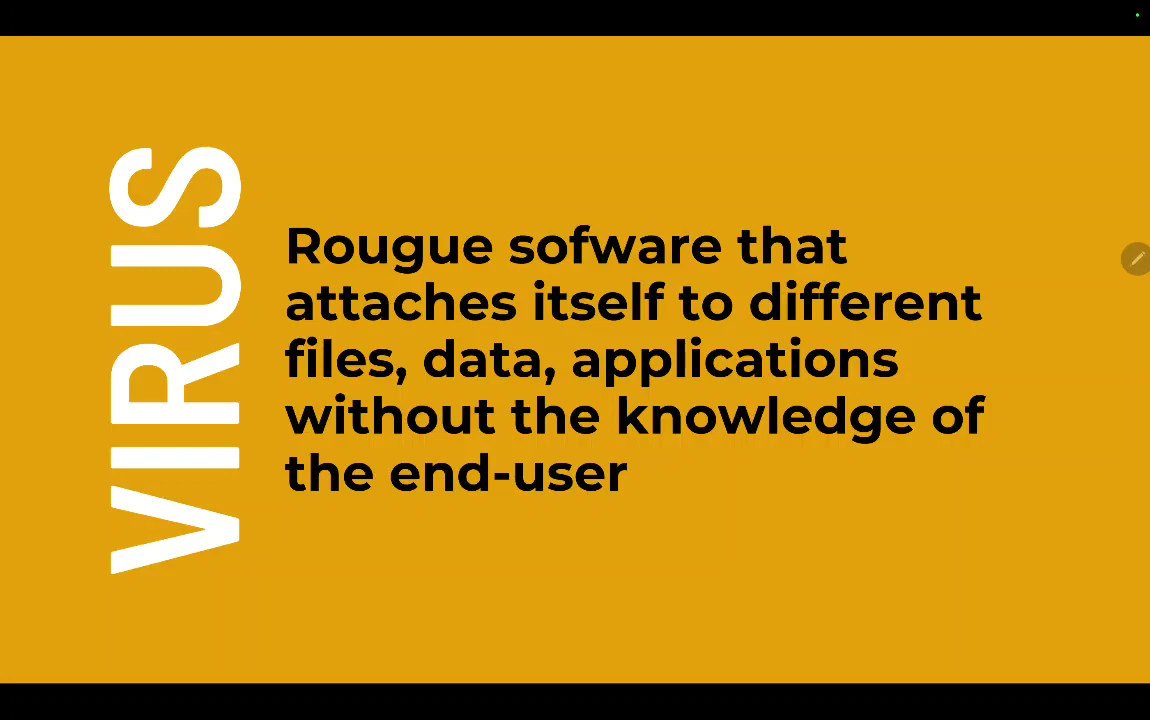 VIRUS
Rougue sofware that
attaches itself to different
files, data, applications
without the knowledge of
the end-user